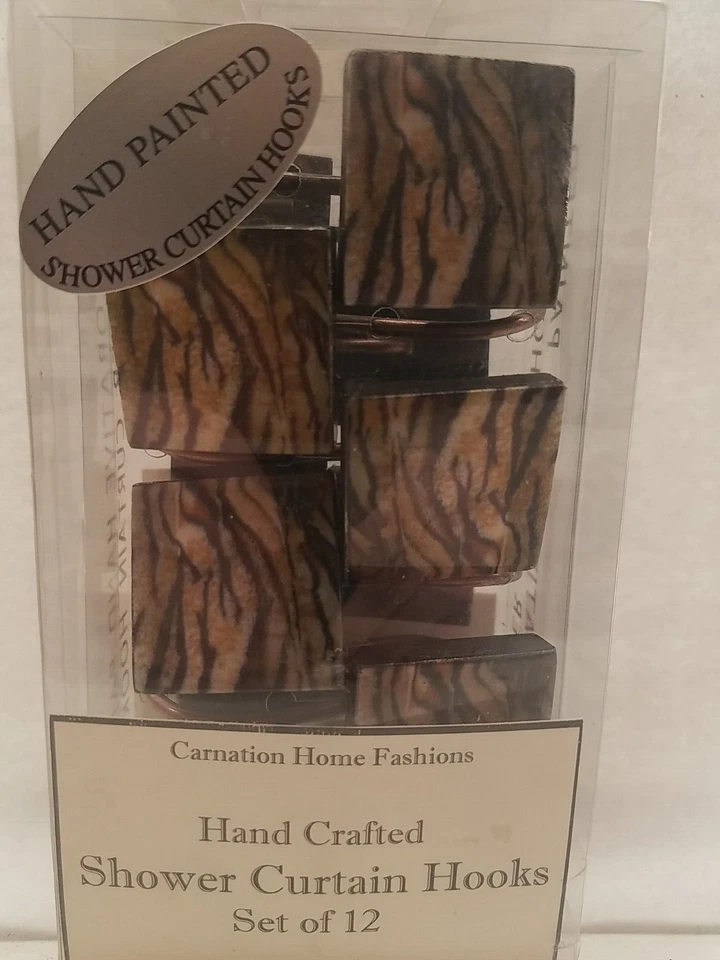 HAND PAINTED
SHOWER CURTAIN HOOKS
Carnation Home Fashions
Hand Crafted
Shower Curtain Hooks
Set of 12